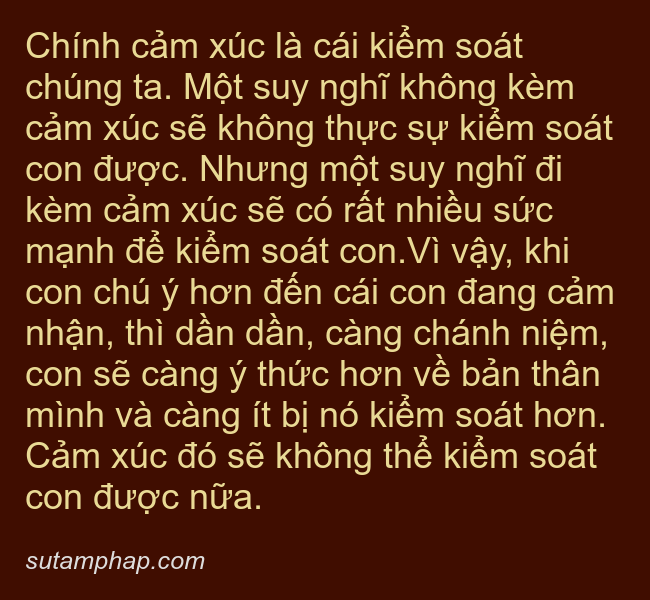 Chính cảm xúc là cái kiểm soát
chúng ta. Một suy nghĩ không kèm
cảm xúc sẽ không thực sự kiểm soát
con được. Nhưng một suy nghĩ đi
kèm cảm xúc sẽ có rất nhiều sức
mạnh để kiểm soát con.Vì vậy, khi
con chú ý hơn đến cái con đang cảm
nhận, thì dần dần, càng chánh niệm,
con sẽ càng ý thức hơn về bản thân
mình và càng ít bị nó kiểm soát hơn.
Cảm xúc đó sẽ không thể kiểm soát
con được nữa.
sutamphap.com